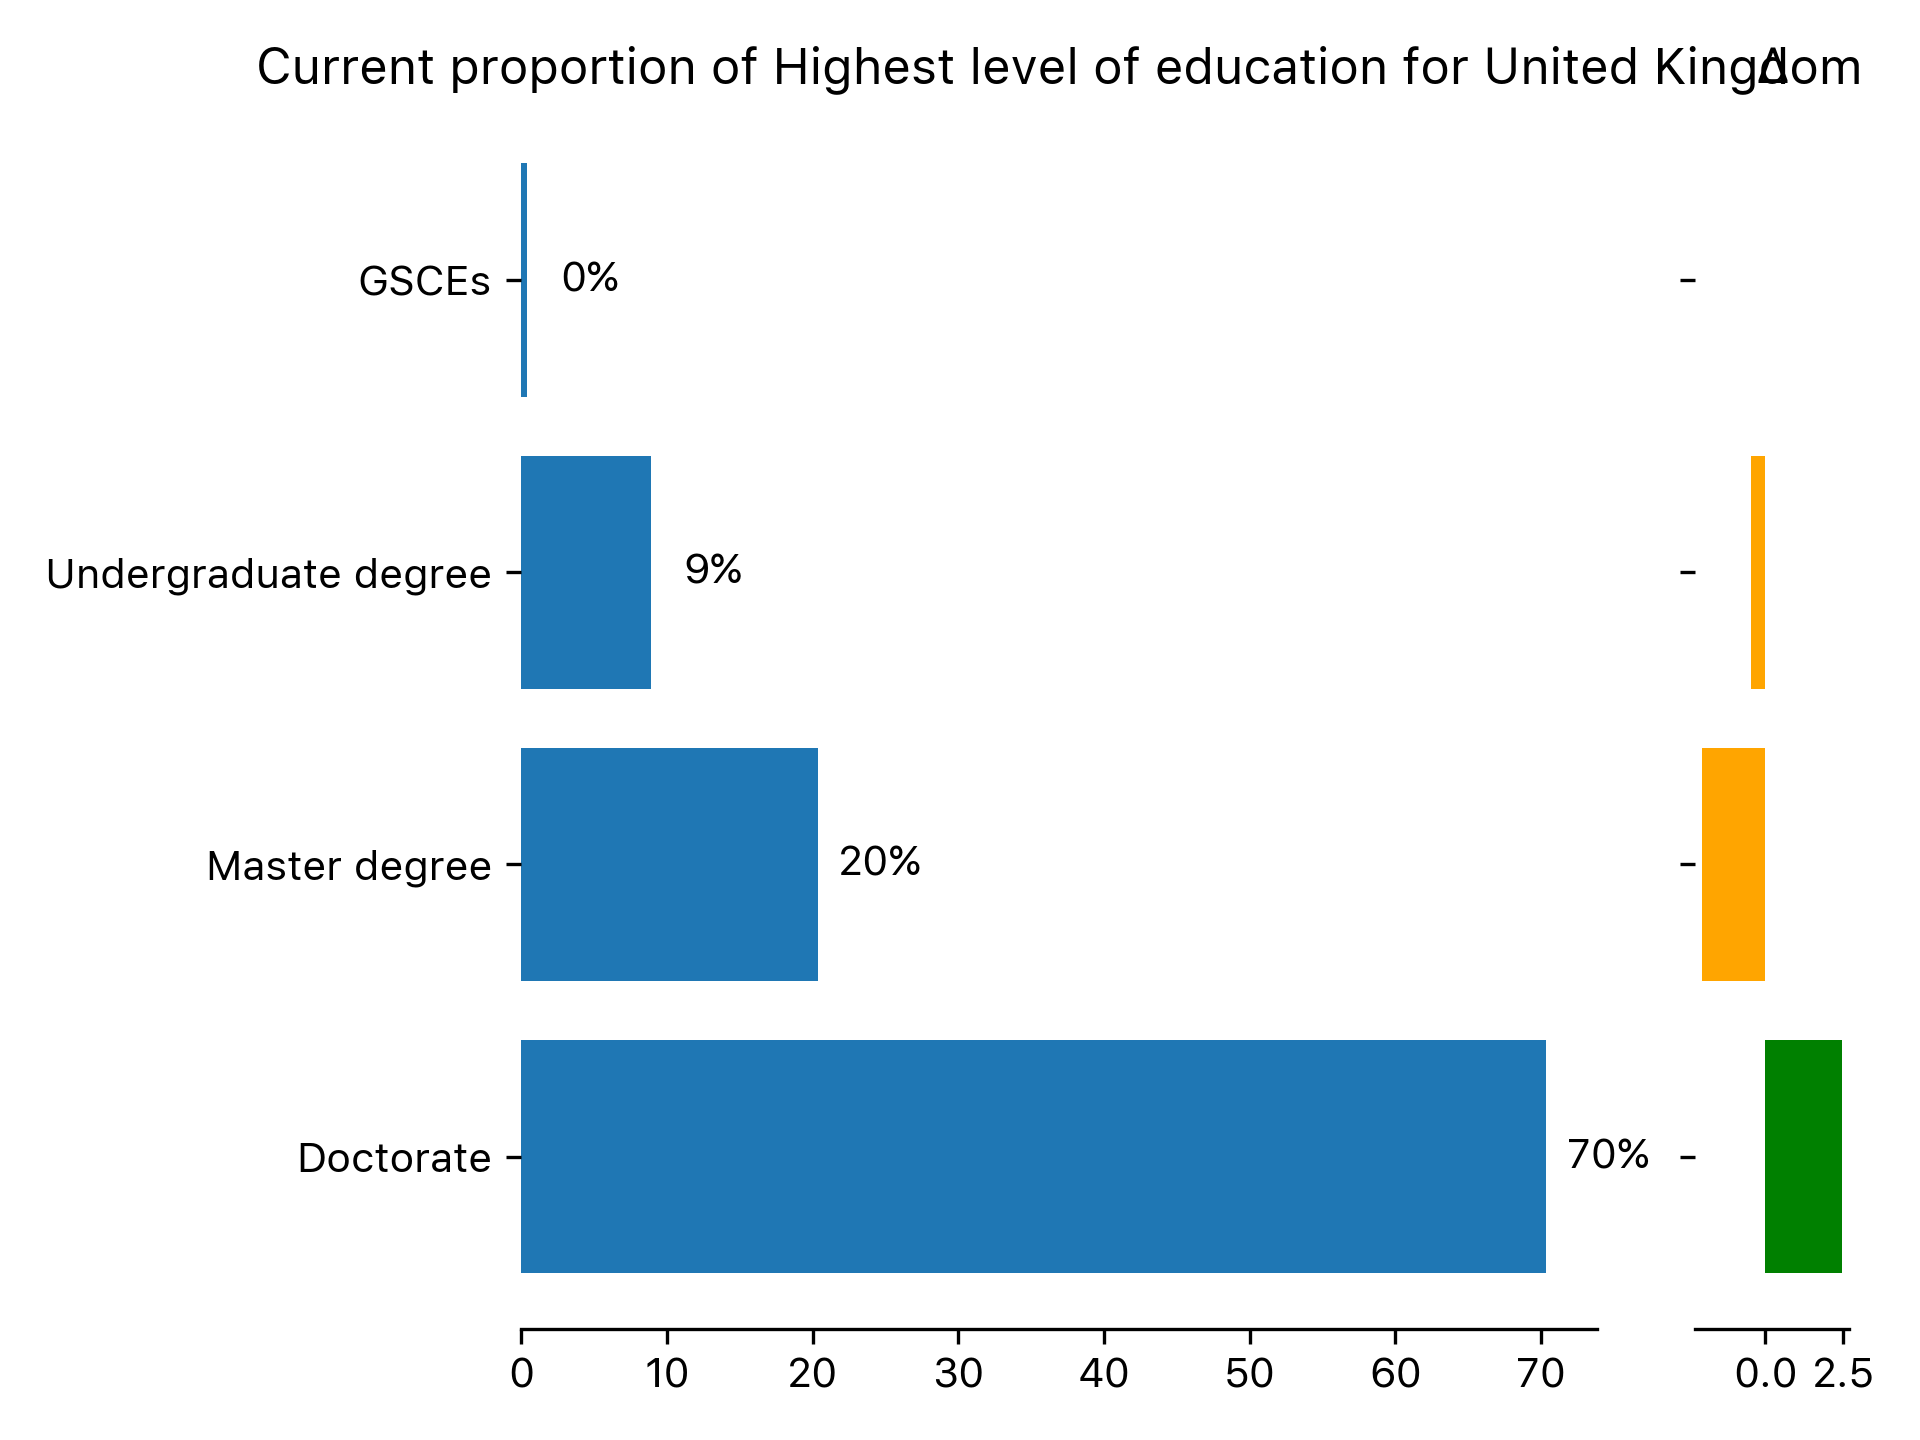 Current proportion of Highest level of education for United Kingdom
Δ
GSCEs
0%
Undergraduate degree
9%
Master degree
20%
Doctorate
70%
0 10 20 30 40 50 60 70
0.0 2.5